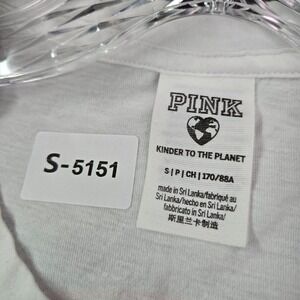 S-5151
PINK
KINDER TO THE PLANET
S | P | CH | 170/88A
made in Sri Lanka/fabriqué au
Sri Lanka/hecho en Sri Lanka/
fabbricato in Sri Lanka/
斯里兰卡制造